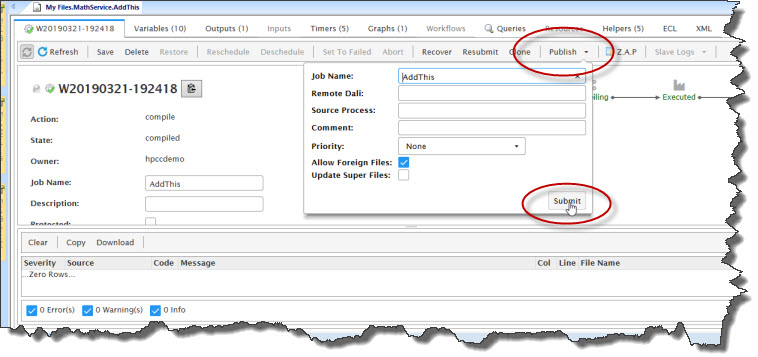 My Files.MathService.AddThis
W20190321-192418 Variables (10) Outputs (1) Inputs Timers (5) Graphs (1) Workflows Queries Resources Helpers (5) ECL XML
Refresh Save Delete Restore Reschedule Deschedule Set To Failed Abort Recover Resubmit Clone Publish Z.A.P Slave Logs
W20190321-192418
Action: compile
State: compiled
Owner: hpccdemo
Job Name: AddThis
Description:
Protected:
Job Name: AddThis
Remote Dali:
Source Process:
Comment:
Priority: None
Allow Foreign Files:
Update Super Files:
Submit
Executed
Clear Copy Download
Severity Source Code Message Col Line File Name
...Zero Rows...
0 Error(s) 0 Warning(s) 0 Info